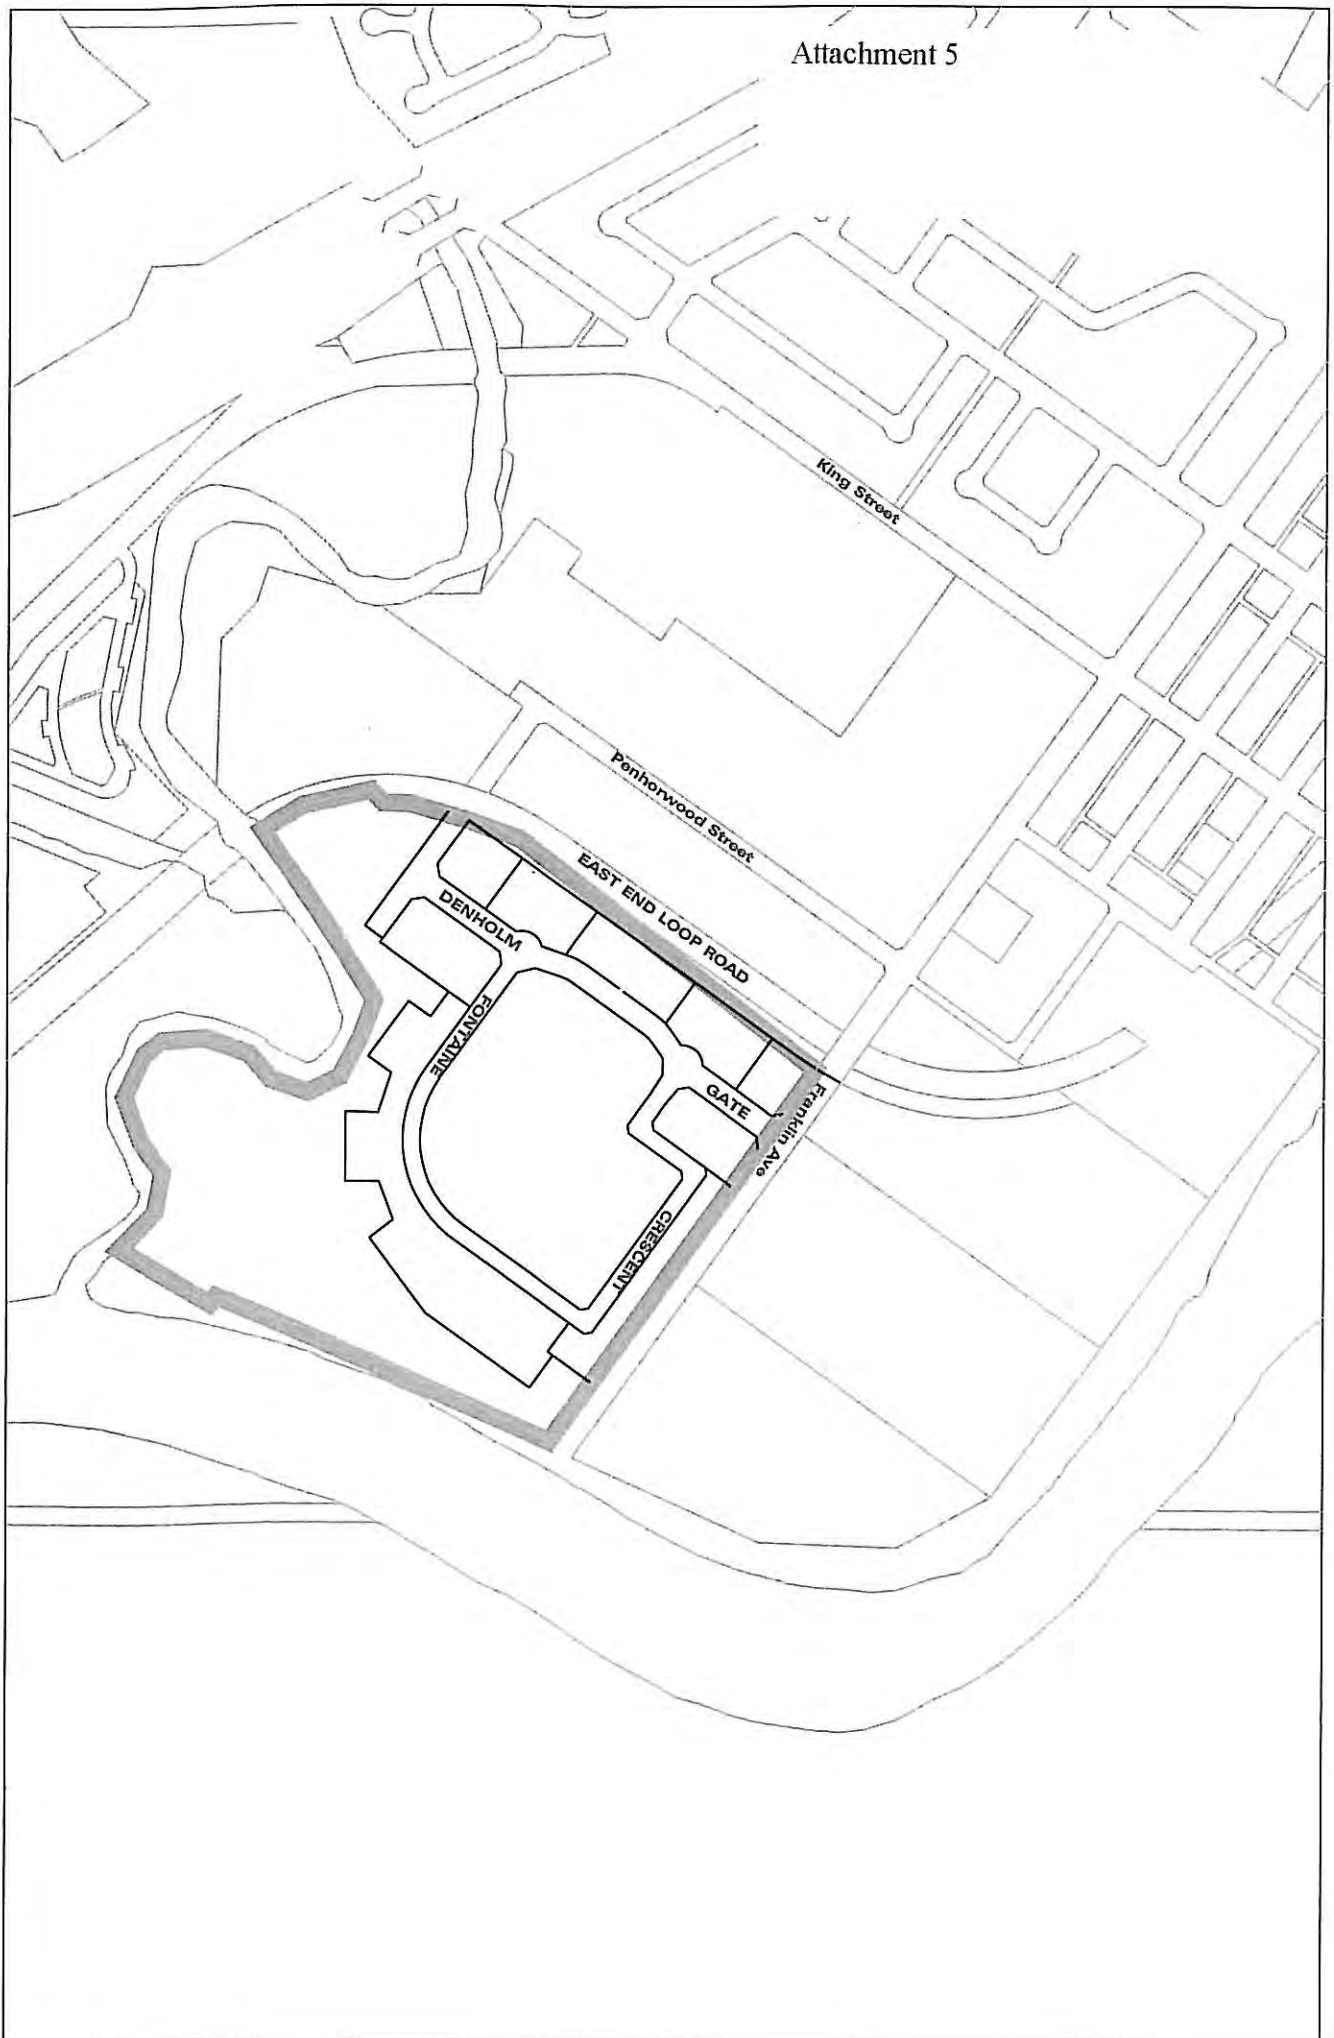 Attachment 5
King Street
Penhorwood Street
EAST END LOOP ROAD
DENHOLM
FONTAINE
GATE
Franklin Ave
CRESCENT